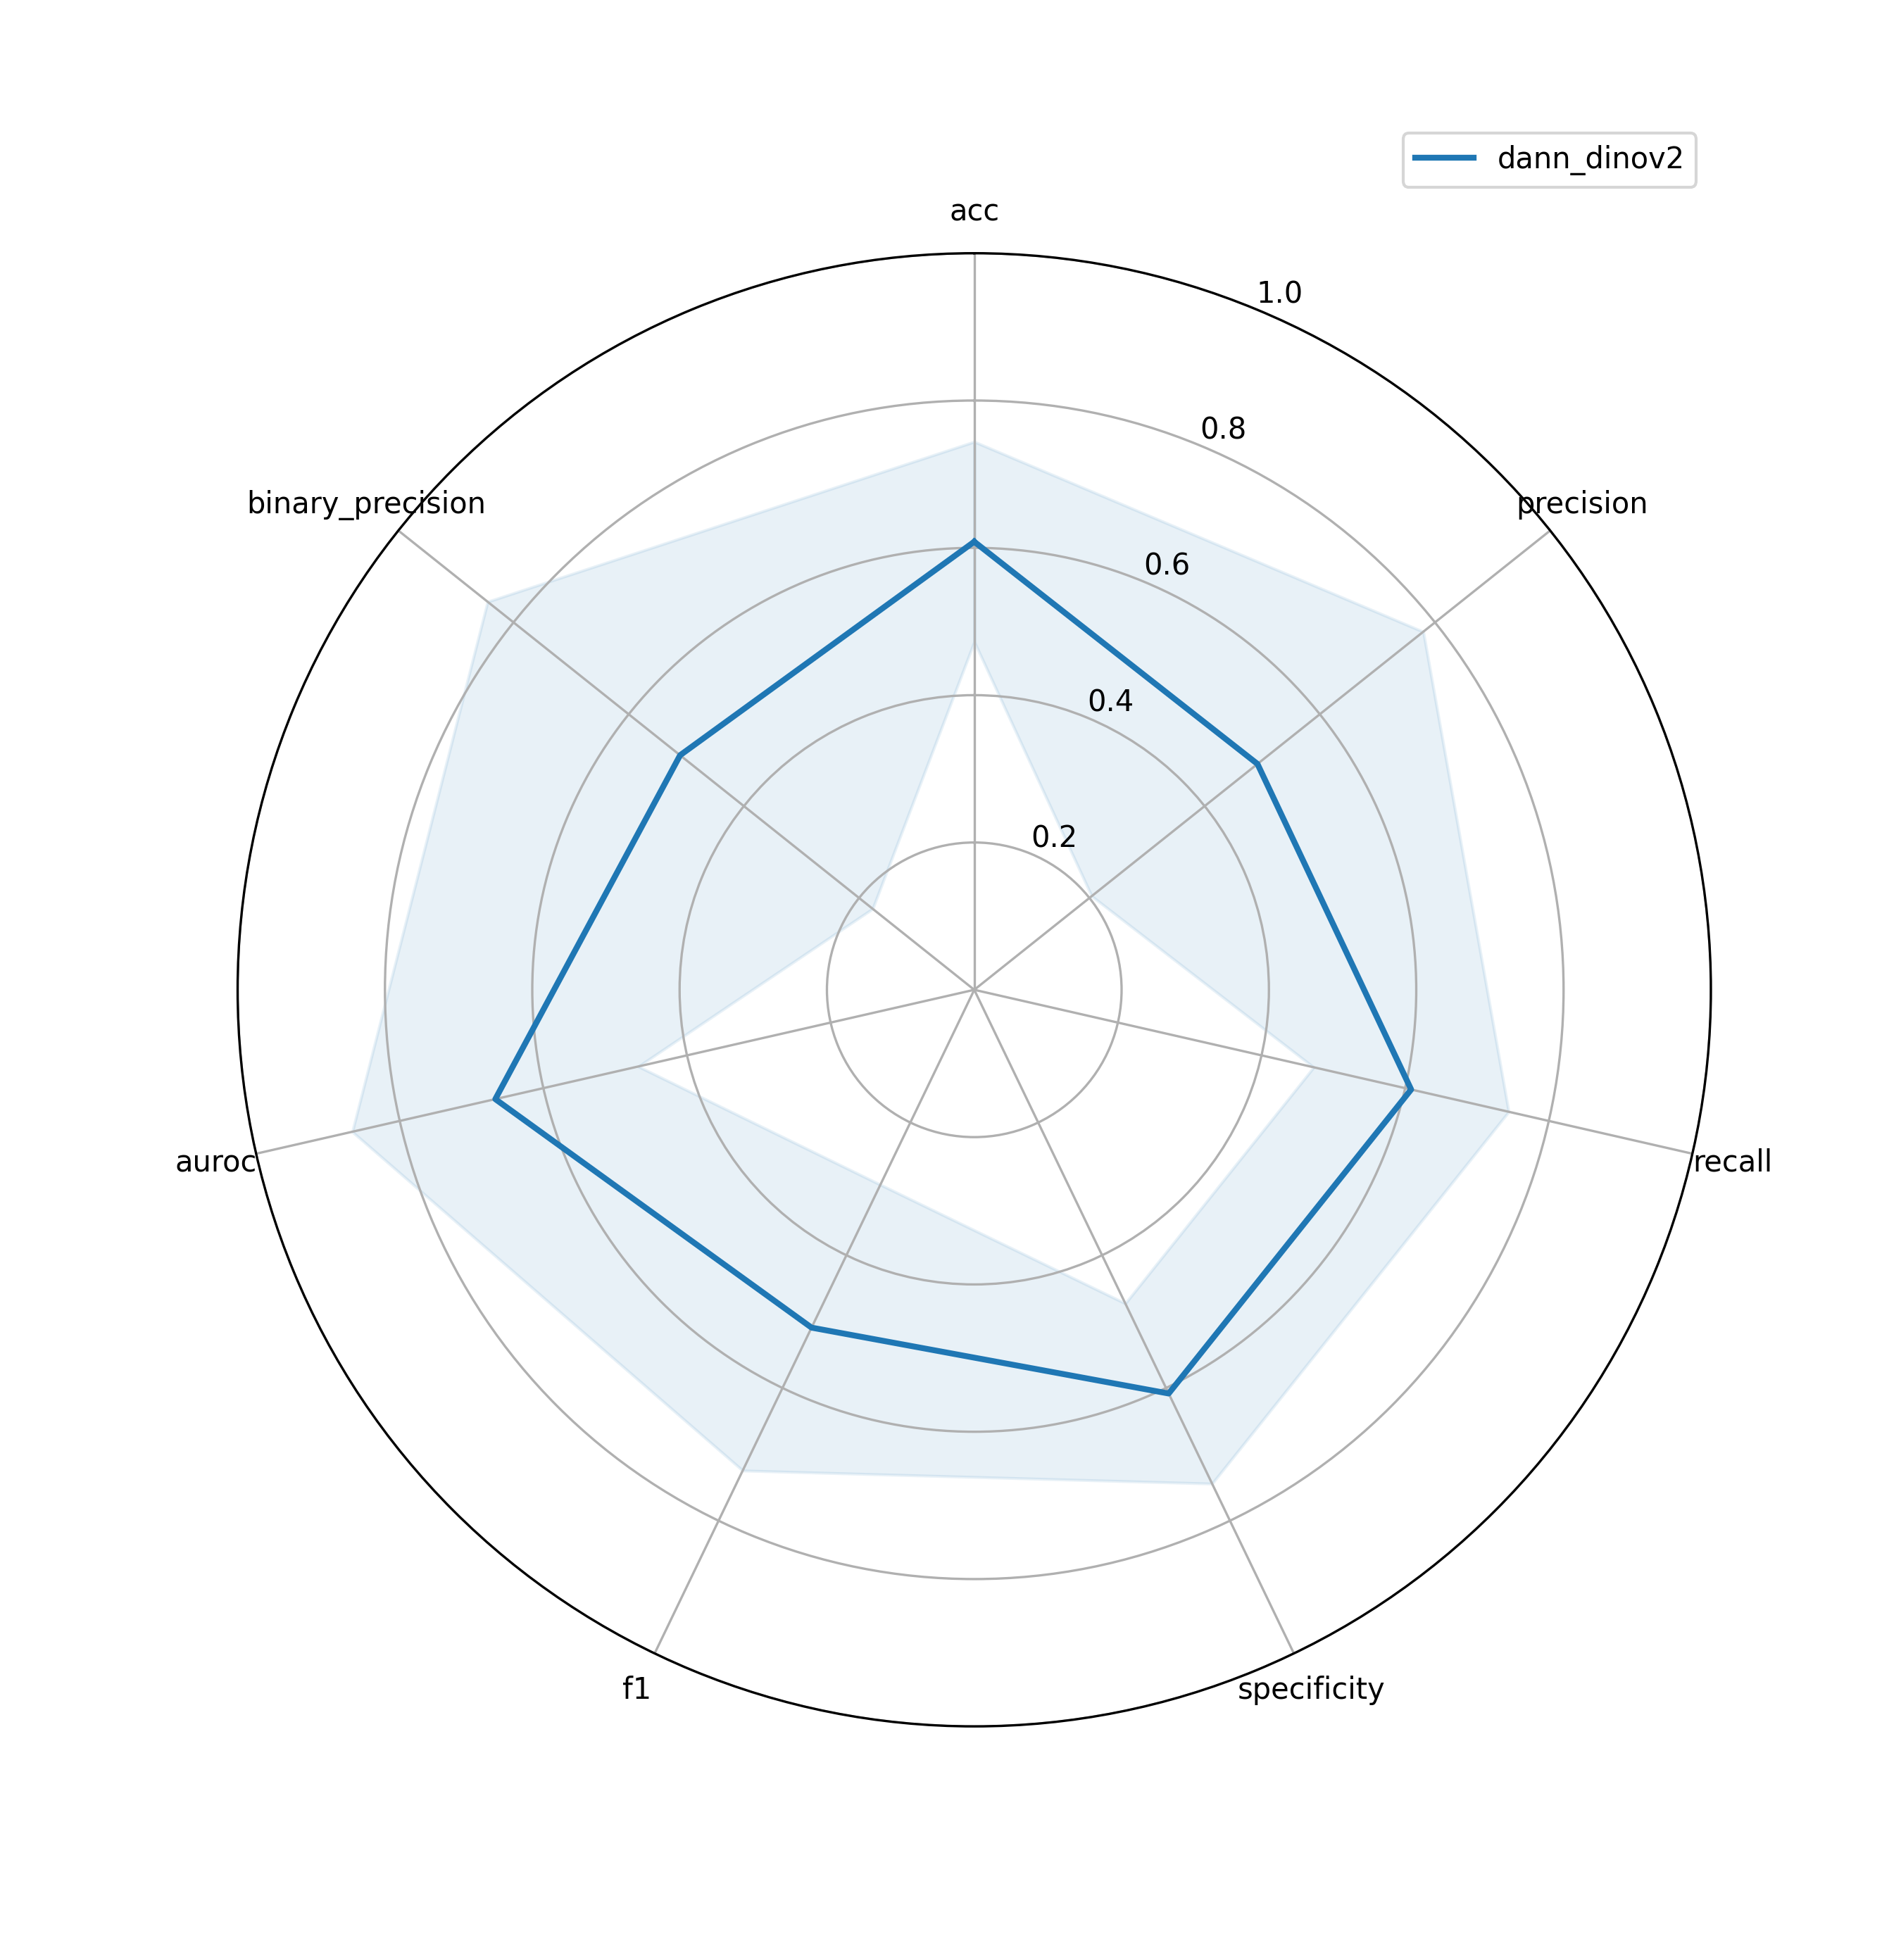 dann_dinov2
acc
1.0
0.8
binary_precision
precision
0.6
0.4
0.2
auroc
recall
f1
specificity